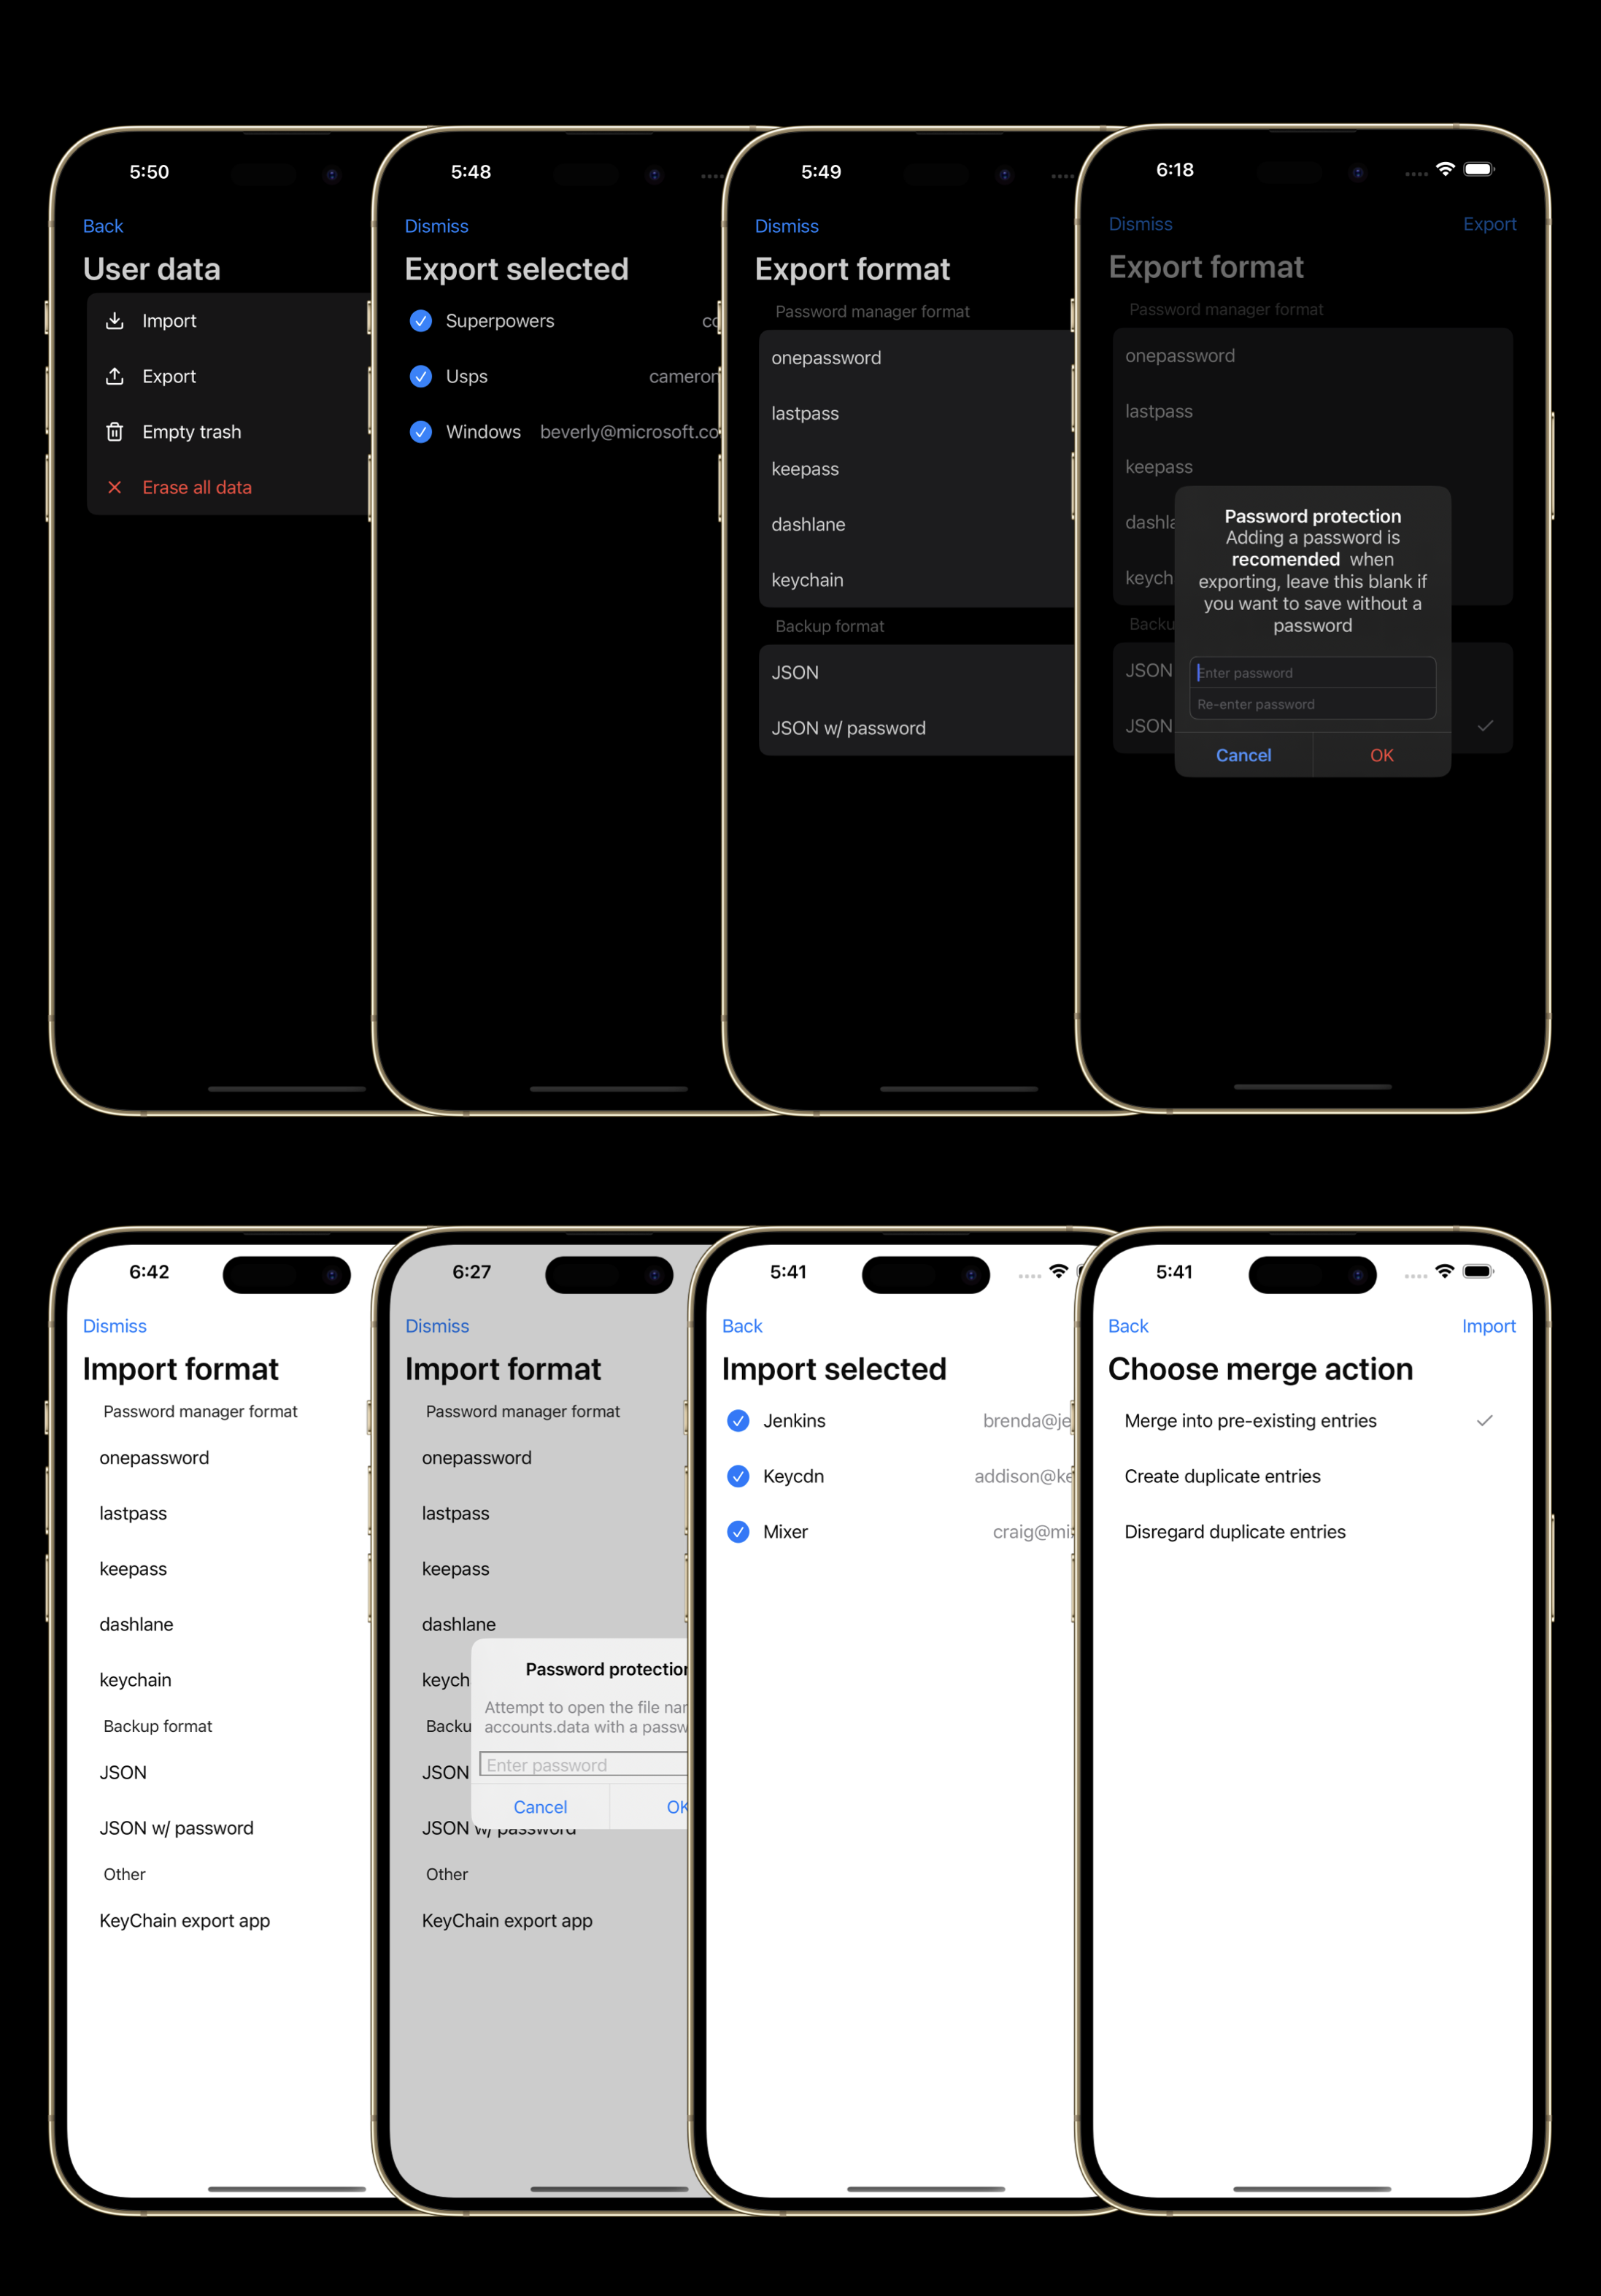 5:50
Back
User data
Import
Export
Empty trash
Erase all data
5:48
Dismiss
Export selected
Superpowers
Usps cameron
Windows beverly@microsoft.co
5:49
Dismiss
Export format
Password manager format
onepassword
lastpass
keepass
dashlane
keychain
Backup format
JSON
JSON w/ password
6:18
Dismiss Export
Export format
Password manager format
onepassword
lastpass
keepass
dashla
keych
Backu
JSON
JSON
Password protection
Adding a password is
recomended when
exporting, leave this blank if
you want to save without a
password
Enter password
Re-enter password
Cancel OK
6:42
Dismiss
Import format
Password manager format
onepassword
lastpass
keepass
dashlane
keychain
Backup format
JSON
JSON w/ password
Other
KeyChain export app
6:27
Dismiss
Import format
Password manager format
onepassword
lastpass
keepass
dashlane
keych
Backu
JSON
JSON w/ password
Other
KeyChain export app
Password protection
Attempt to open the file nar
accounts.data with a passw
Enter password
Cancel OK
5:41
Back
Import selected
Jenkins brenda@je
Keycdn addison@ke
Mixer craig@mi
5:41
Back Import
Choose merge action
Merge into pre-existing entries
Create duplicate entries
Disregard duplicate entries